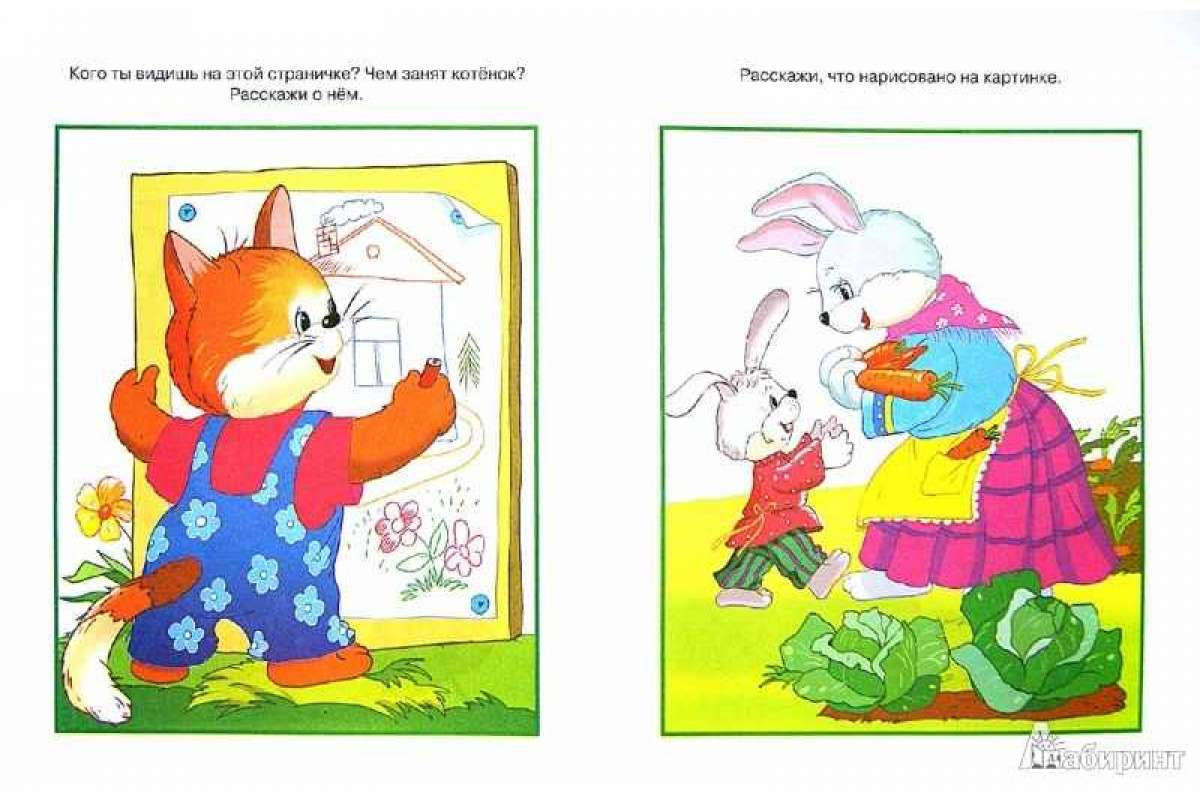 Кого ты видишь на этой страничке? Чем занят котёнок?
Расскажи о нём.
Расскажи, что нарисовано на картинке.
Лабиринт